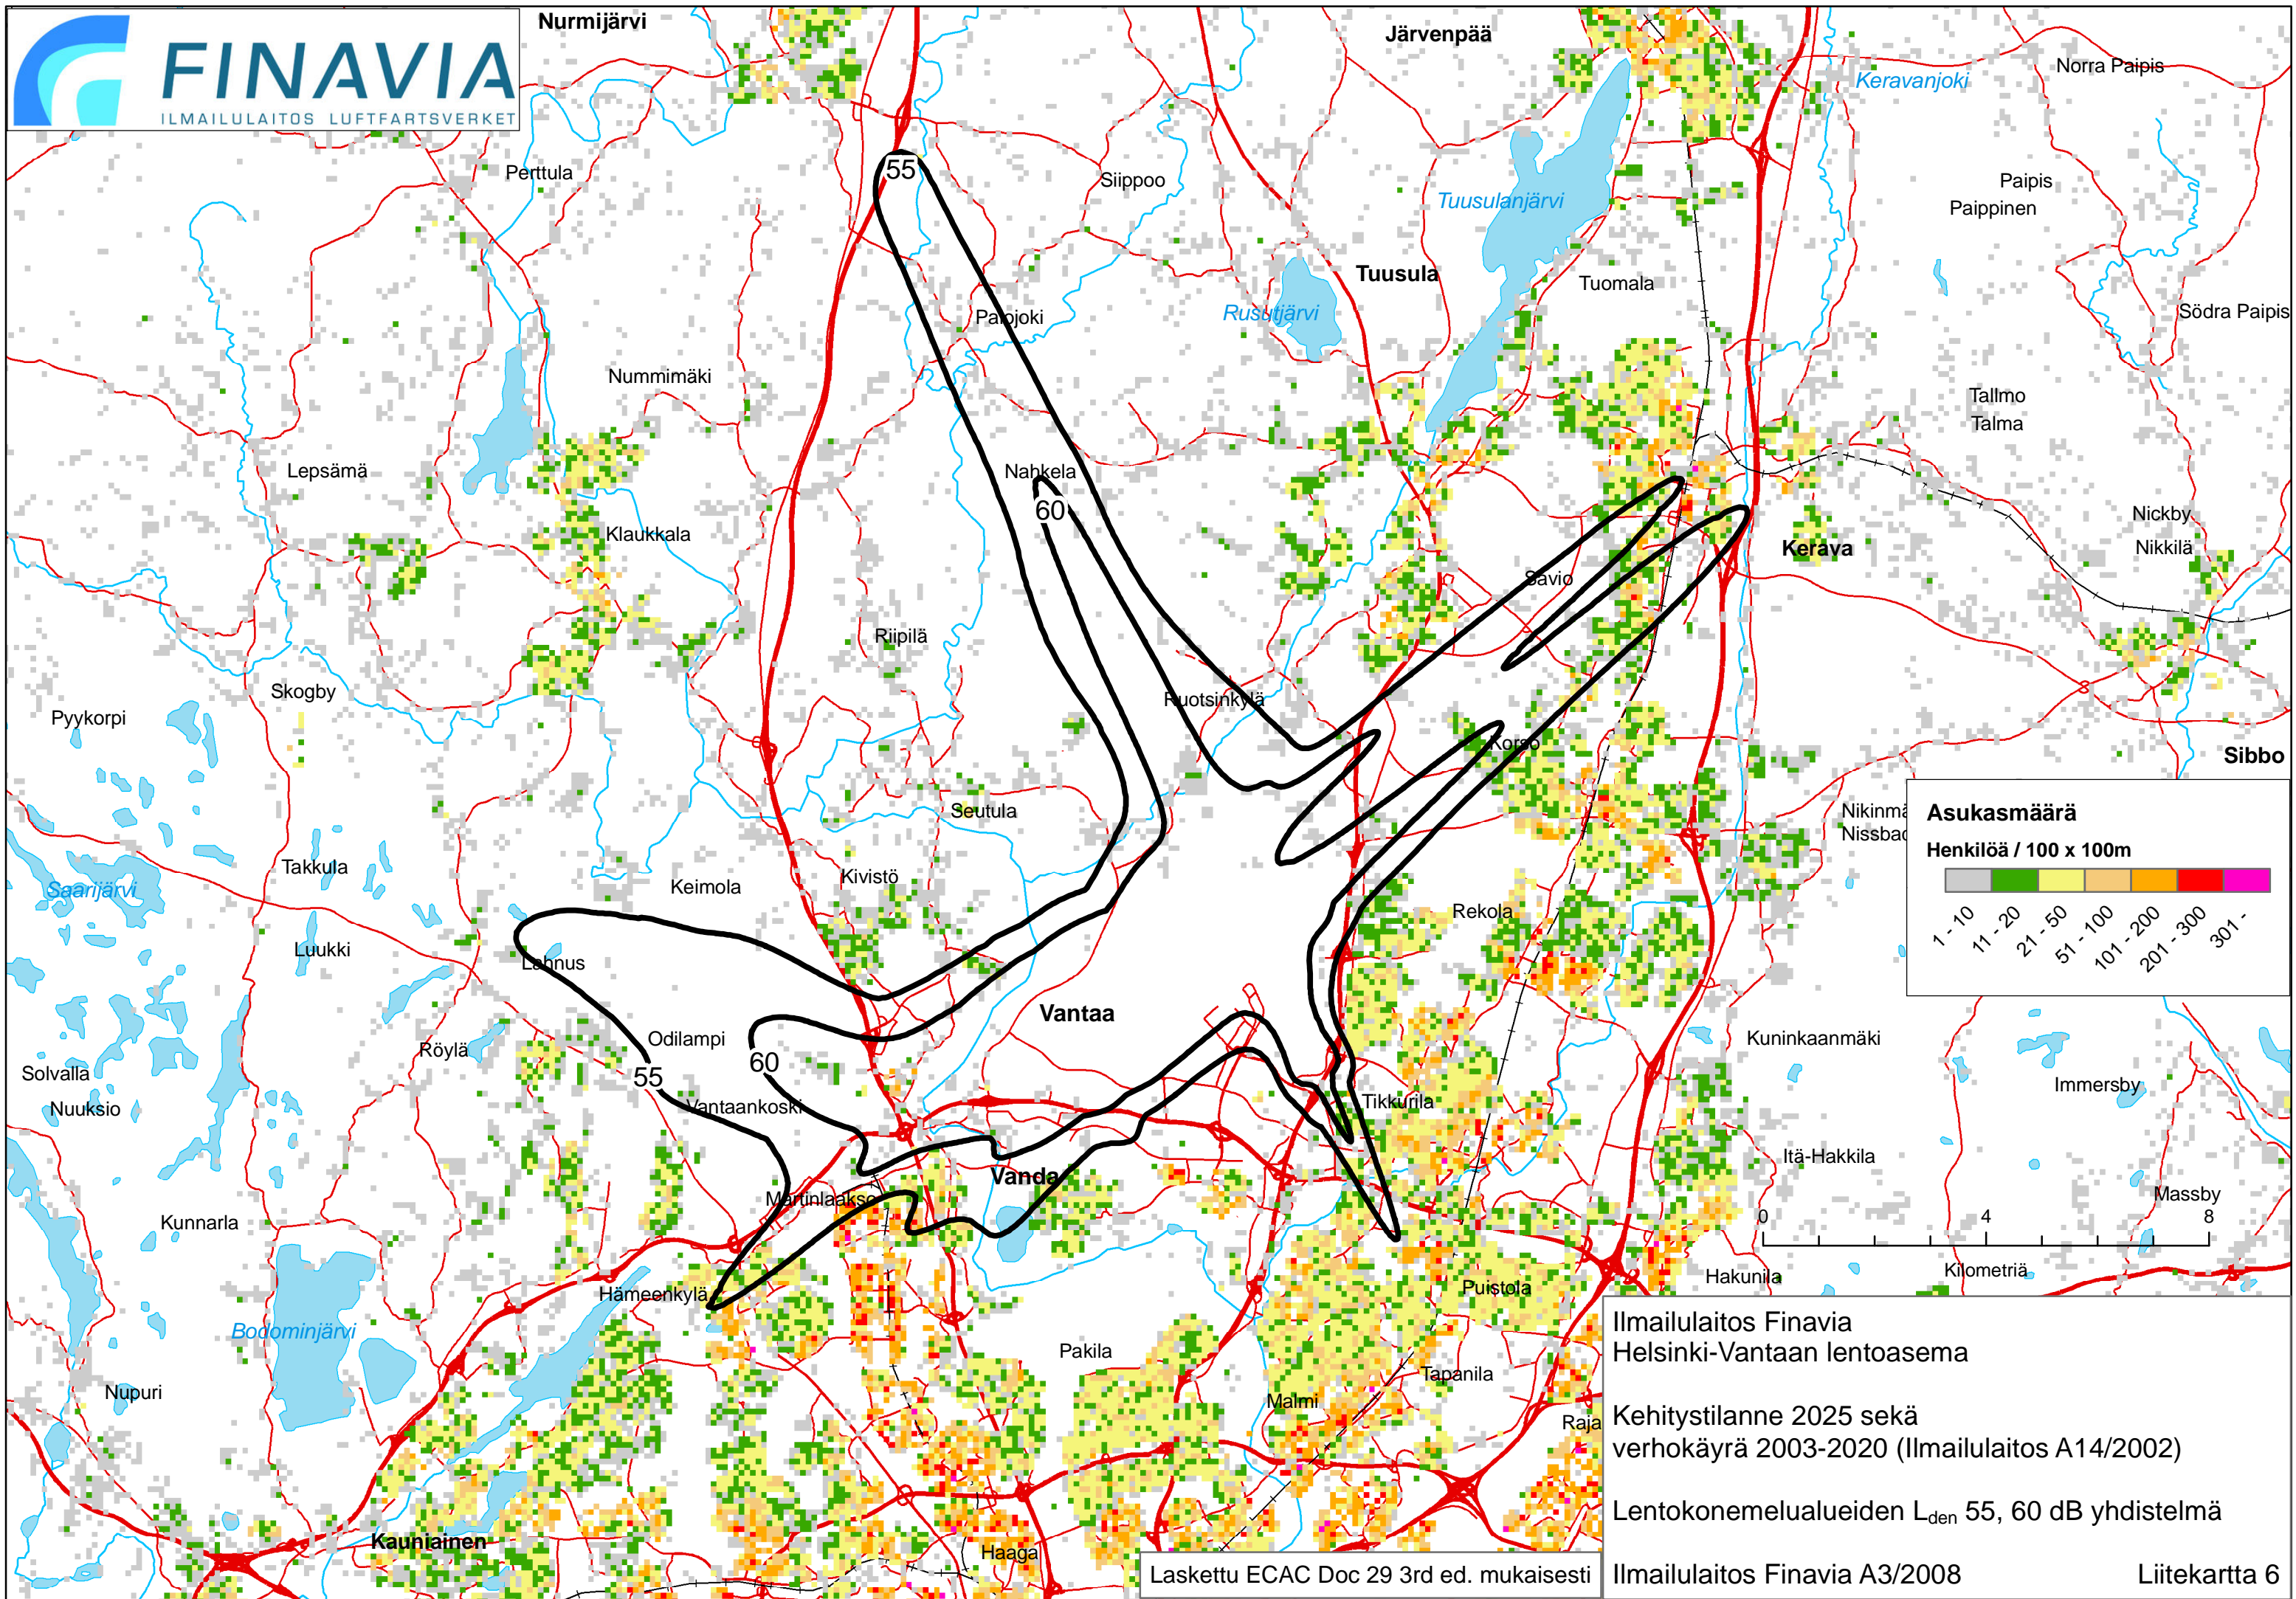 FINAVIA
ILMAILULAITOS LUFTFARTSVERKET
Nurmijärvi
Järvenpää
Keravanjoki
Norra Paipis
Perttula
55
Siippoo
Tuusulanjärvi
Paipis
Paippinen
Tuusula
Tuomala
Rusutjärvi
Palojoki
Södra Paipis
Nummimäki
Tallmo
Talma
Lepsämä
Nahkela
60
Klaukkala
Nickby
Nikkilä
Kerava
Savio
Riipilä
Skogby
Pyykorpi
Ruotsinkylä
Korso
Sibbo
Seutula
Takkula
Saarijärvi
Keimola
Kivistö
Rekola
Luukki
Lahnus
Vantaa
Odilampi
Röylä
60
55
Solvalla
Nuuksio
Vantaankoski
Tikkurila
Kuninkaanmäki
Immersby
Itä-Hakkila
Vanda
Martinlaakso
Massby
Kunnarla
Hämeenkylä
Hakunila
Puistola
Bodominjärvi
Pakila
Tapanila
Nupuri
Malmi
Raja
Kauniainen
Haaga
Nikinmä
Nissbac
Asukasmäärä
Henkilöä / 100 x 100m
1 - 10
11 - 20
21 - 50
51 - 100
101 - 200
201 - 300
301 -
0 4 8
Kilometriä
Ilmailulaitos Finavia
Helsinki-Vantaan lentoasema
Kehitystilanne 2025 sekä
verhokäyrä 2003-2020 (Ilmailulaitos A14/2002)
Lentokonemelualueiden Lden 55, 60 dB yhdistelmä
Laskettu ECAC Doc 29 3rd ed. mukaisesti
Ilmailulaitos Finavia A3/2008 Liitekartta 6